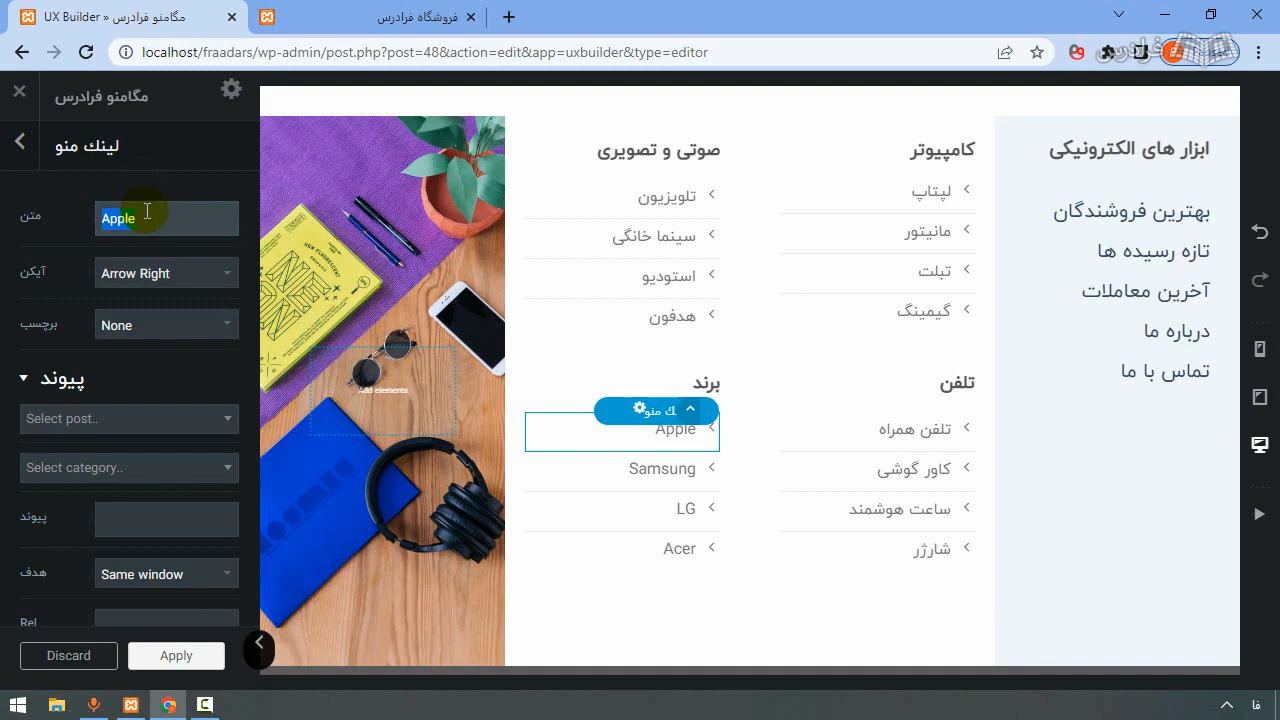 UX Builder » مگامنو فرادرس
فروشگاه فرادرس
localhost/fraadars/wp-admin/post.php?post=48&action=edit&app=uxbuilder&type=editor
فرادرس
مگامنو فرادرس
لینک منو
متن
Apple
آیکن
Arrow Right
برچسب
None
پیوند
Select post..
Select category..
پیوند
هدف
Same window
Rel
Discard
Apply
ابزار های الکترونیکی
بهترین فروشندگان
تازه رسیده ها
آخرین معاملات
درباره ما
تماس با ما
کامپیوتر
لپتاپ
مانیتور
تبلت
گیمینگ
صوتی و تصویری
تلویزیون
سینما خانگی
استودیو
هدفون
تلفن
تلفن همراه
کاور گوشی
ساعت هوشمند
شارژر
برند
ک منو
Apple
Samsung
LG
Acer
Add elements
فا